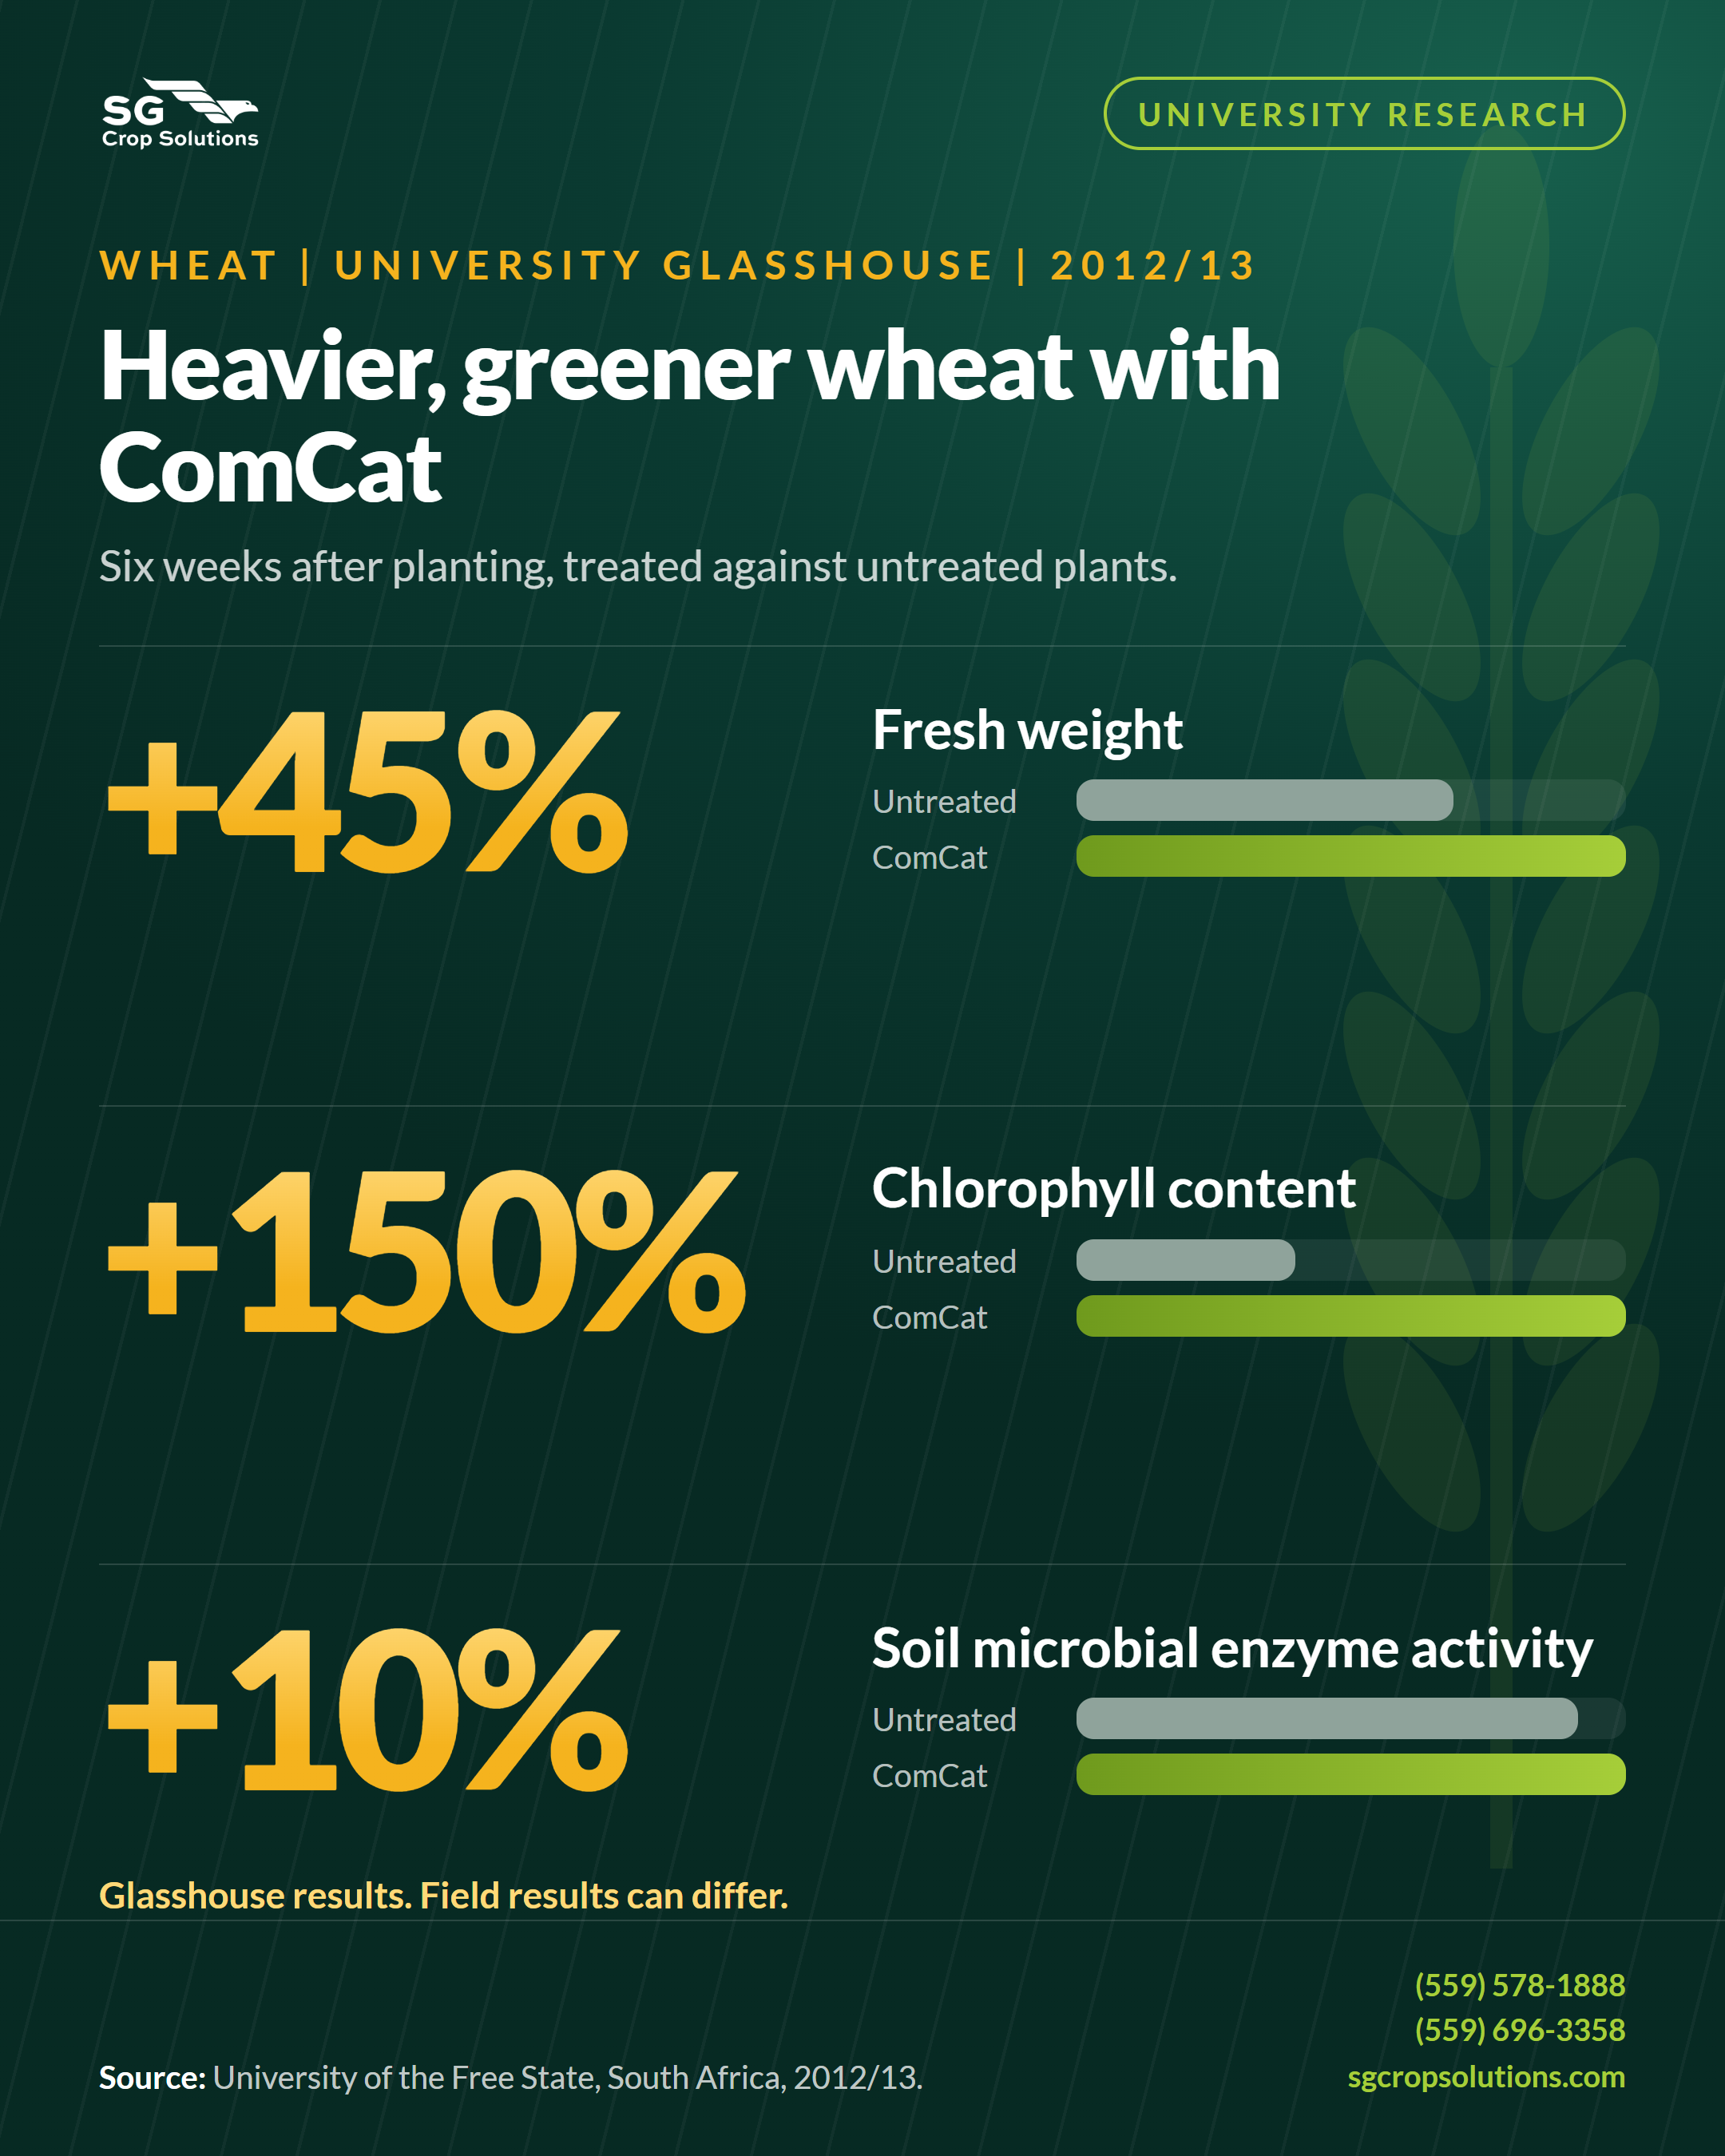 SG
Crop Solutions
UNIVERSITY RESEARCH
WHEAT | UNIVERSITY GLASSHOUSE | 2012/13
Heavier, greener wheat with
ComCat
Six weeks after planting, treated against untreated plants.
+45%
Fresh weight
Untreated
ComCat
+150%
Chlorophyll content
Untreated
ComCat
+10%
Soil microbial enzyme activity
Untreated
ComCat
Glasshouse results. Field results can differ.
(559) 578-1888
(559) 696-3358
Source: University of the Free State, South Africa, 2012/13.
sgcropsolutions.com